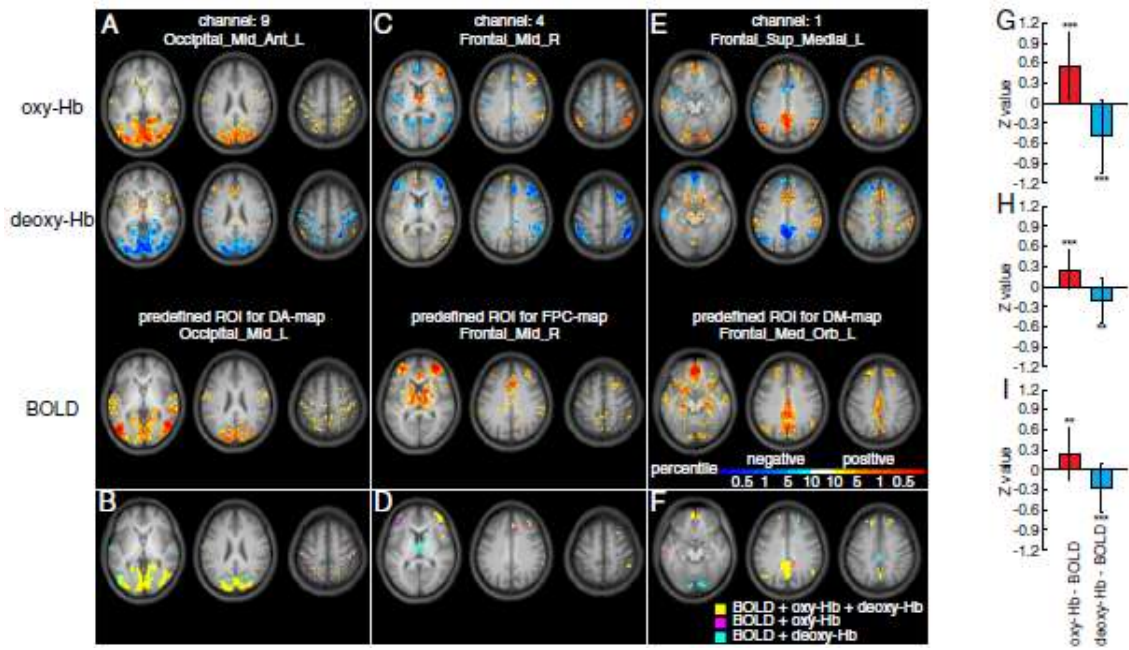 A
channel: 9
Occipital_Mid_Ant_L
C
channel: 4
Frontal_Mid_R
E
channel: 1
Frontal_Sup_Medial_L
oxy-Hb
deoxy-Hb
predefined ROI for DA-map
Occipital_Mid_L
predefined ROI for FPC-map
Frontal_Mid_R
predefined ROI for DM-map
Frontal_Med_Orb_L
BOLD
negative positive
percentile
0.5 1 5 10 10 5 1 0.5
B
D
F
BOLD + oxy-Hb + deoxy-Hb
BOLD + oxy-Hb
BOLD + deoxy-Hb
G
1.2
0.9
0.6
0.3
0
-0.3
-0.6
-0.9
-1.2
Z value
***
***
H
1.2
0.9
0.6
0.3
0
-0.3
-0.6
-0.9
-1.2
Z value
***
**
I
1.2
0.9
0.6
0.3
0
-0.3
-0.6
-0.9
-1.2
Z value
**
***
oxy-Hb - BOLD
deoxy-Hb - BOLD